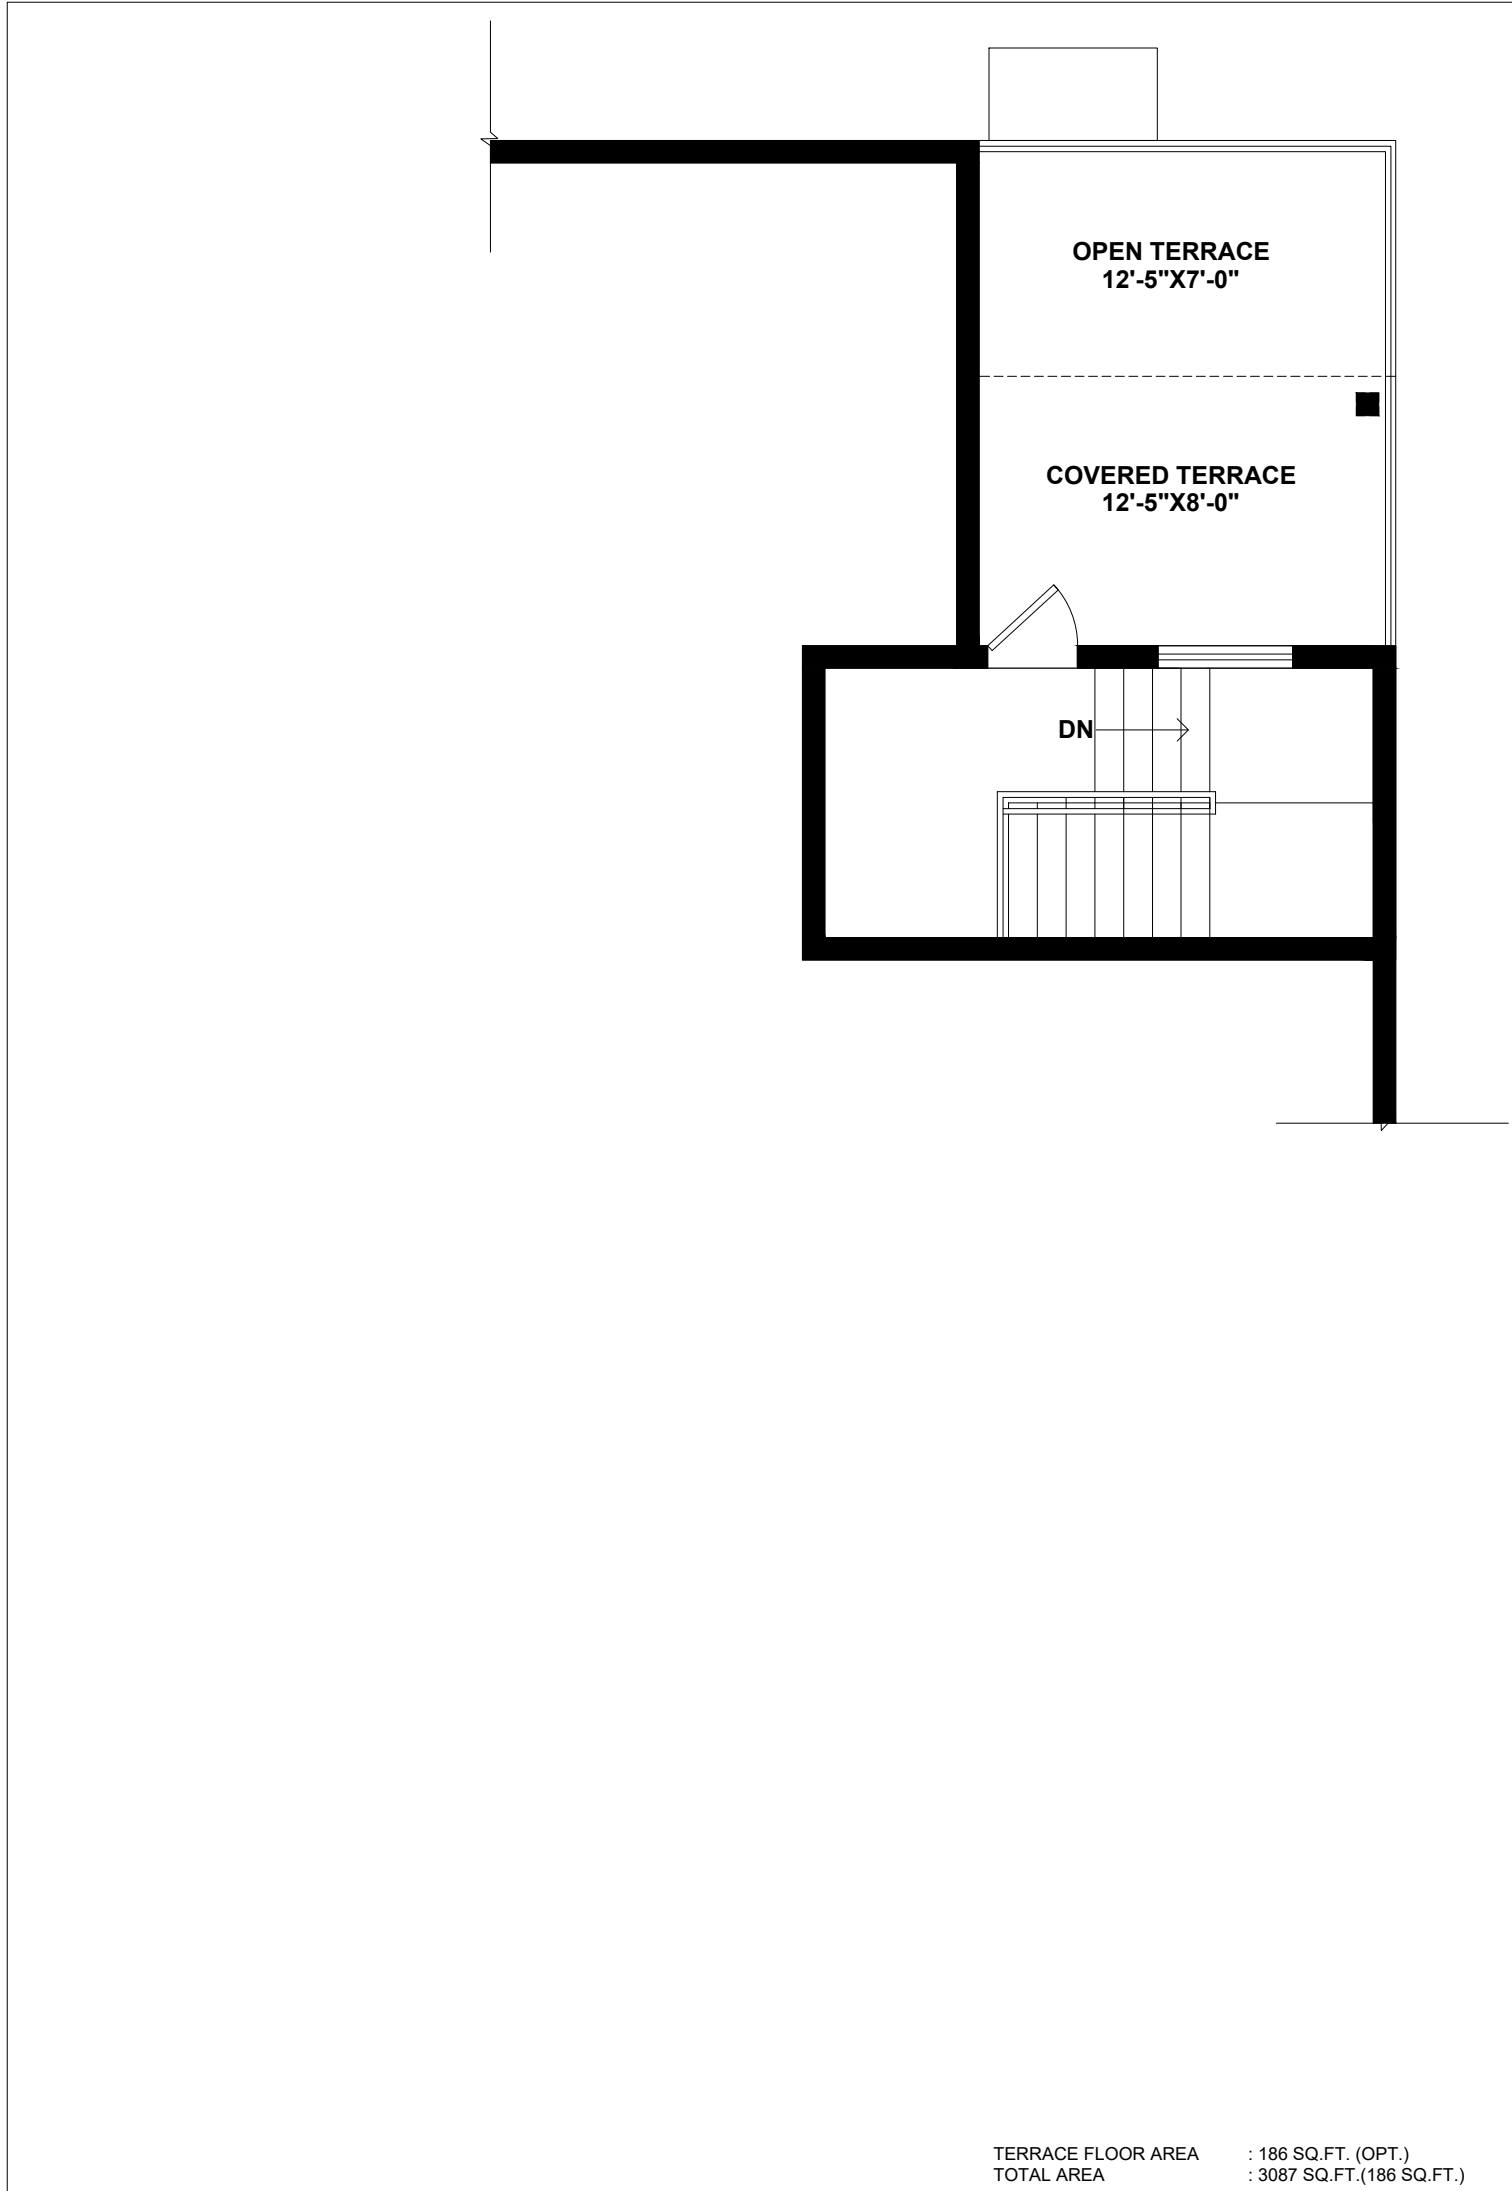 OPEN TERRACE
12'-5"X7'-0"
COVERED TERRACE
12'-5"X8'-0"
DN
TERRACE FLOOR AREA : 186 SQ.FT. (OPT.)
TOTAL AREA : 3087 SQ.FT.(186 SQ.FT.)